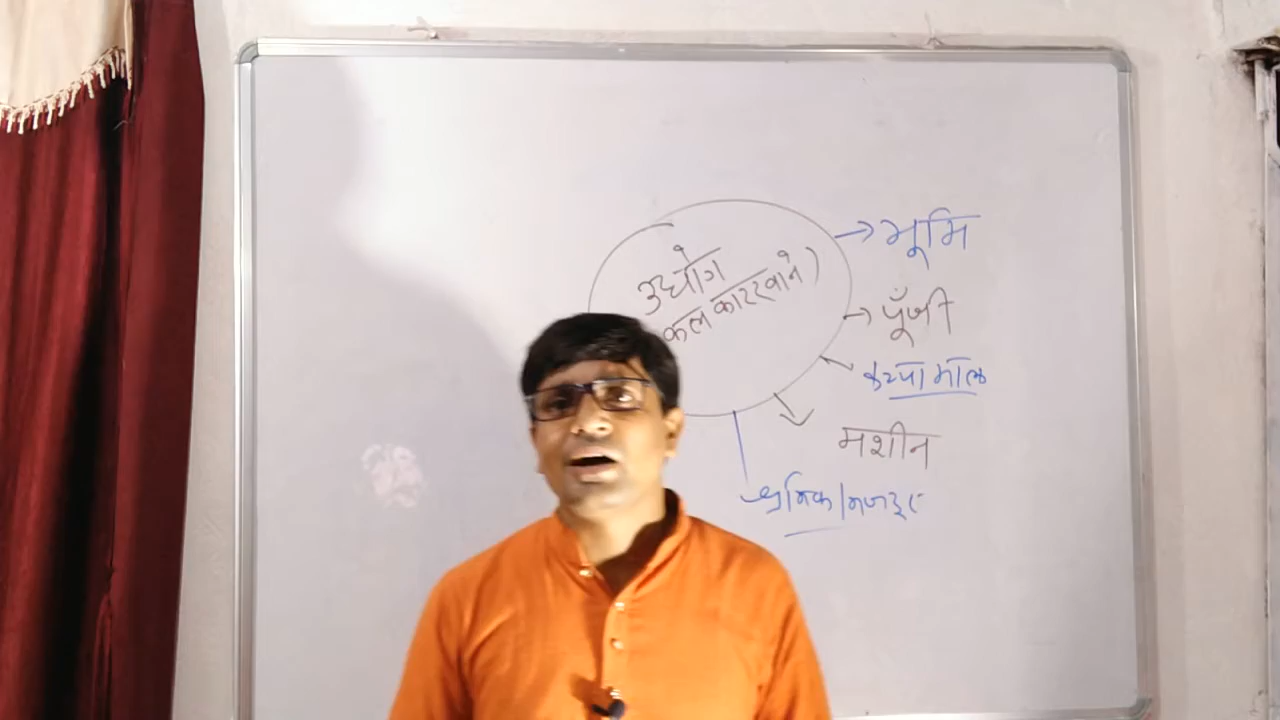 उद्योग
कल कारखाने)
भूमि
पूँजी
कच्चा माल
मशीन
श्रमिक/मजदूर